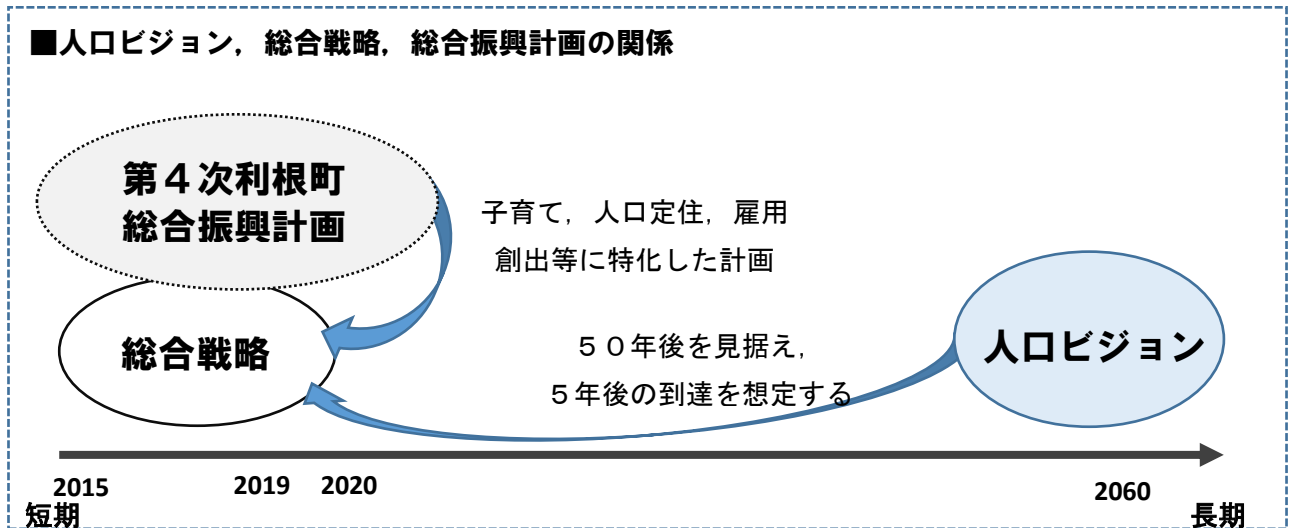 ■人口ビジョン，総合戦略，総合振興計画の関係
第４次利根町
総合振興計画
子育て，人口定住，雇用
創出等に特化した計画
総合戦略
５０年後を見据え，
５年後の到達を想定する
人口ビジョン
2015
2019
2020
2060
短期
長期